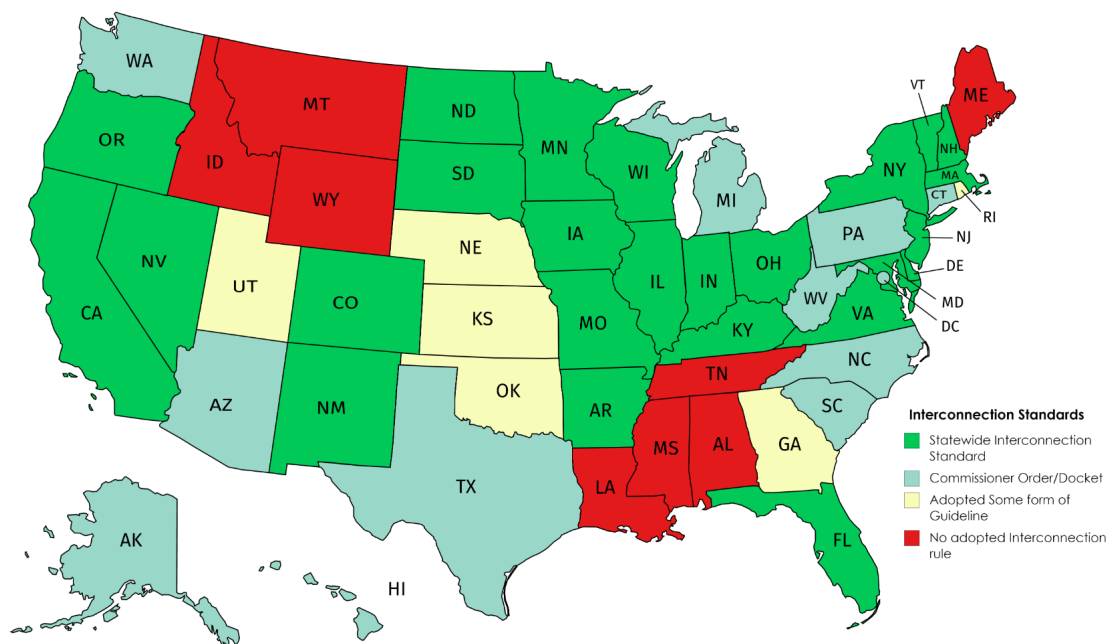 WA
MT
ME
VT
ND
OR
MN
ID
NH
WI
NY
SD
MA
WY
MI
CT
RI
PA
IA
NE
NJ
NV
OH
DE
UT
IL
IN
CO
WV
MD
CA
VA
KS
MO
DC
KY
NC
TN
OK
AZ
SC
NM
AR
Interconnection Standards
Statewide Interconnection
Standard
MS
AL
GA
Commissioner Order/Docket
TX
LA
Adopted Some form of
Guideline
AK
FL
No adopted Interconnection
rule
HI